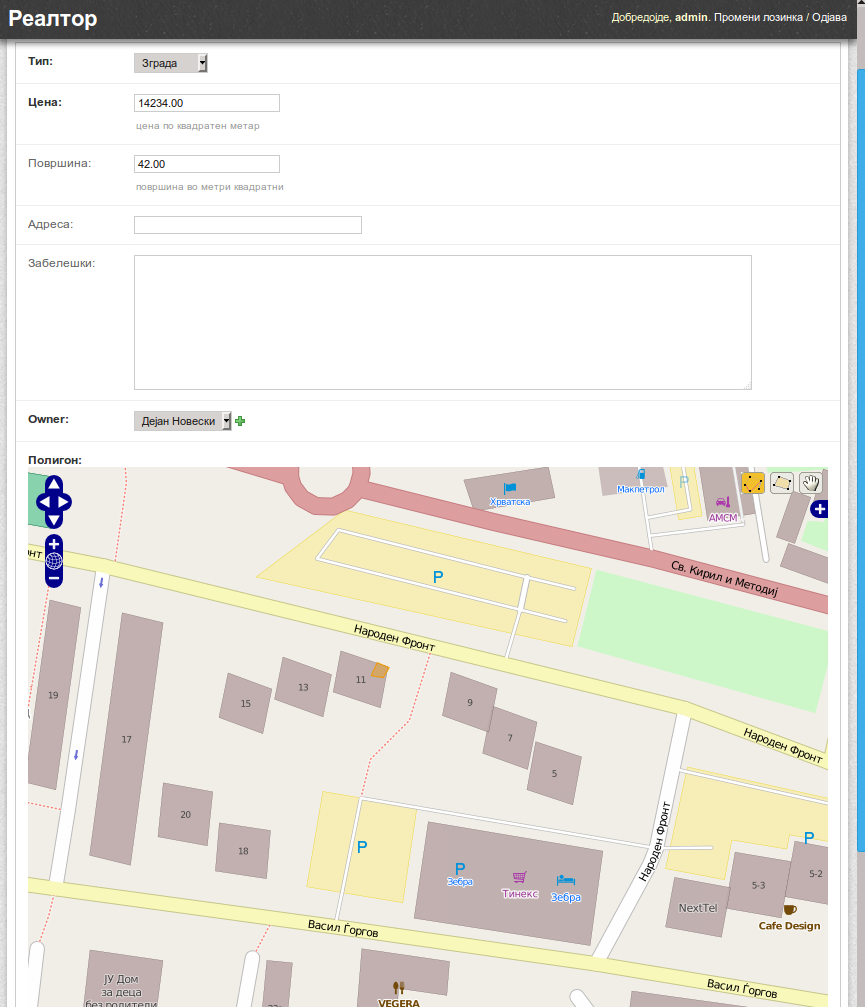 Реалтор
Добредојде, admin. Промени лозинка / Одјава
Тип:
Зграда
Цена:
14234.00
цена по квадратен метар
Површина:
42.00
површина во метри квадратни
Адреса:
Забелешки:
Owner:
Дејан Новески
Полигон:
Хрватска
Макпетрол
P
АМСМ
онт
P
Св. Кирил и Методиј
Народен Фронт
19
15
13
11
9
17
7
5
Народен Фронт
20
18
P
P
Зебра
Тинекс
Зебра
Народен Фронт
P
5-2
5-3
NextTel
Cafe Design
Васил Ѓоргов
Васил Ѓоргов
ЈУ Дом
за деца
без родители
VEGERA